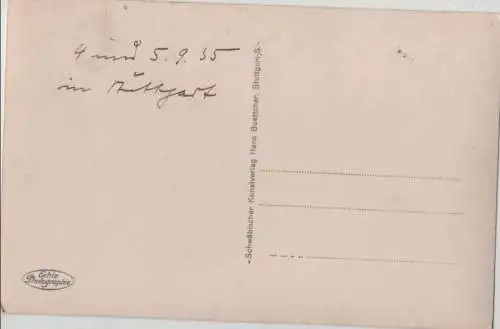 4 und 5.9.35
in Stuttgart
Schwäbischer Kunstverlag Hans Boettcher, Stuttgart-S.
Echte
Photographie